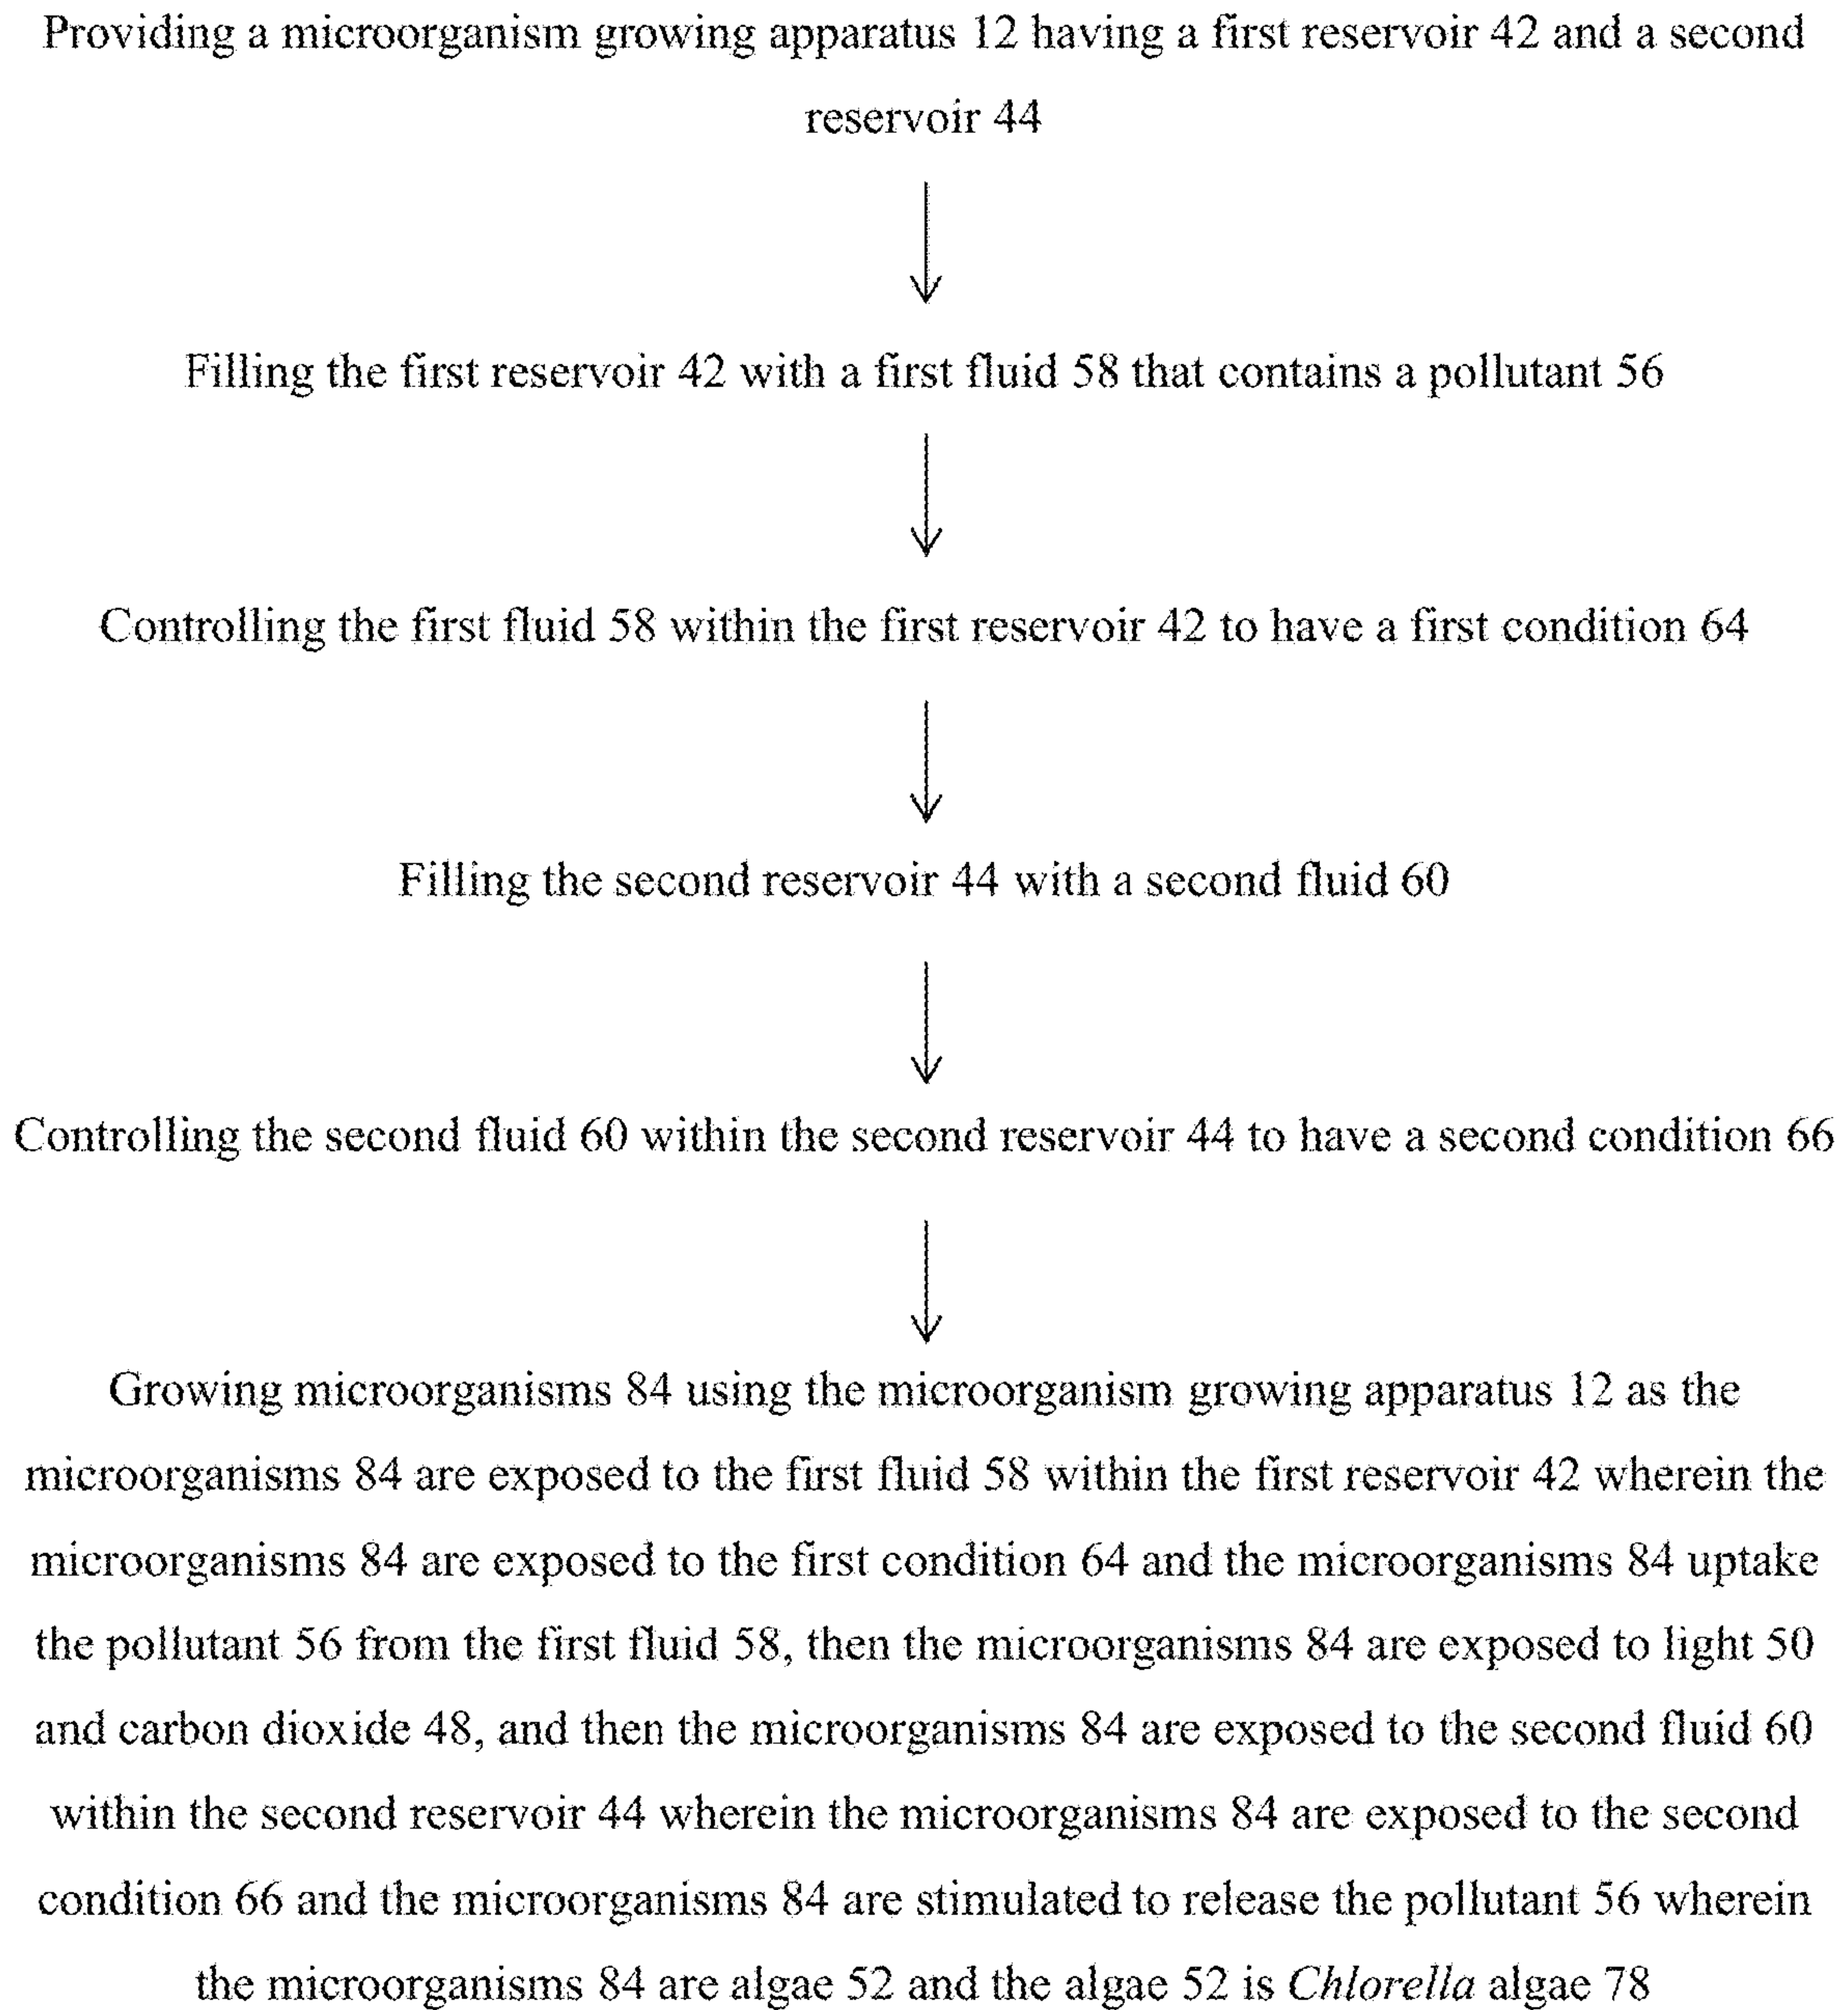 Providing a microorganism growing apparatus 12 having a first reservoir 42 and a second
reservoir 44
Filling the first reservoir 42 with a first fluid 58 that contains a pollutant 56
Controlling the first fluid 58 within the first reservoir 42 to have a first condition 64
Filling the second reservoir 44 with a second fluid 60
Controlling the second fluid 60 within the second reservoir 44 to have a second condition 66
Growing microorganisms 84 using the microorganism growing apparatus 12 as the
microorganisms 84 are exposed to the first fluid 58 within the first reservoir 42 wherein the
microorganisms 84 are exposed to the first condition 64 and the microorganisms 84 uptake
the pollutant 56 from the first fluid 58, then the microorganisms 84 are exposed to light 50
and carbon dioxide 48, and then the microorganisms 84 are exposed to the second fluid 60
within the second reservoir 44 wherein the microorganisms 84 are exposed to the second
condition 66 and the microorganisms 84 are stimulated to release the pollutant 56 wherein
the microorganisms 84 are algae 52 and the algae 52 is Chlorella algae 78